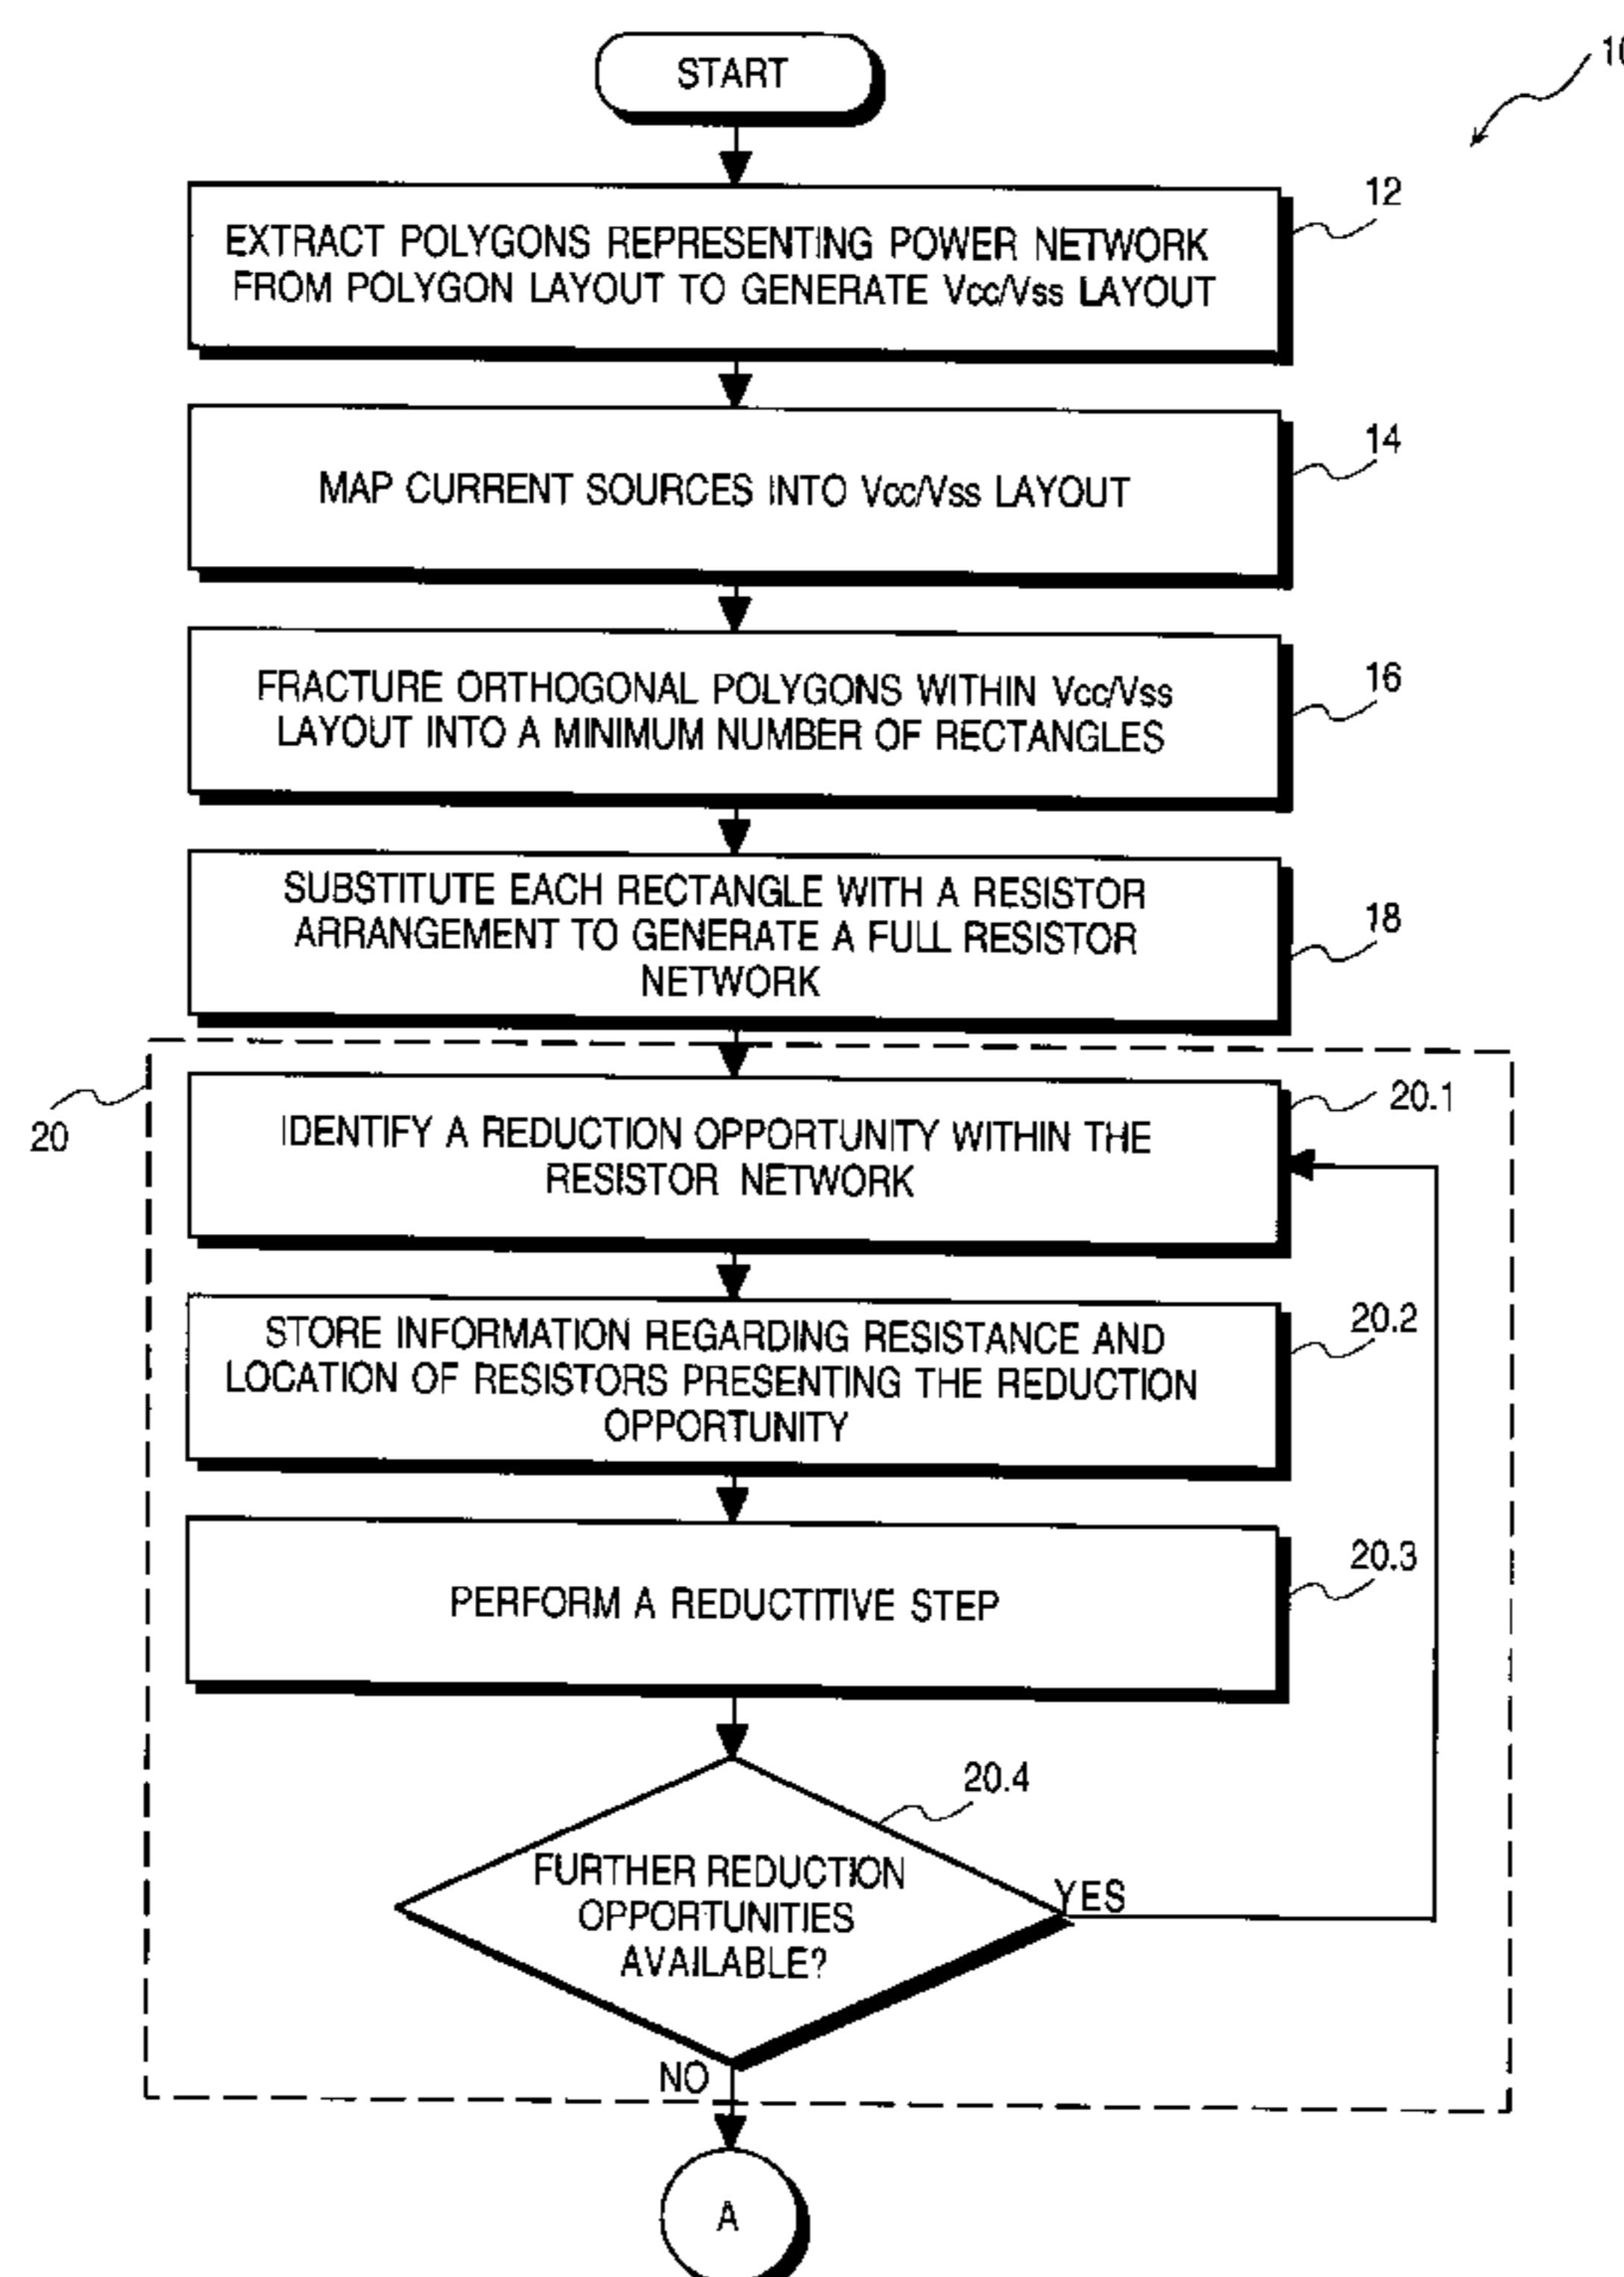 START
10
EXTRACT POLYGONS REPRESENTING POWER NETWORK
FROM POLYGON LAYOUT TO GENERATE Vcc/Vss LAYOUT
12
MAP CURRENT SOURCES INTO Vcc/Vss LAYOUT
14
FRACTURE ORTHOGONAL POLYGONS WITHIN Vcc/Vss
LAYOUT INTO A MINIMUM NUMBER OF RECTANGLES
16
SUBSTITUTE EACH RECTANGLE WITH A RESISTOR
ARRANGEMENT TO GENERATE A FULL RESISTOR
NETWORK
18
20
IDENTIFY A REDUCTION OPPORTUNITY WITHIN THE
RESISTOR NETWORK
20.1
STORE INFORMATION REGARDING RESISTANCE AND
LOCATION OF RESISTORS PRESENTING THE REDUCTION
OPPORTUNITY
20.2
PERFORM A REDUCTITIVE STEP
20.3
20.4
FURTHER REDUCTION
OPPORTUNITIES
AVAILABLE?
YES
NO
A